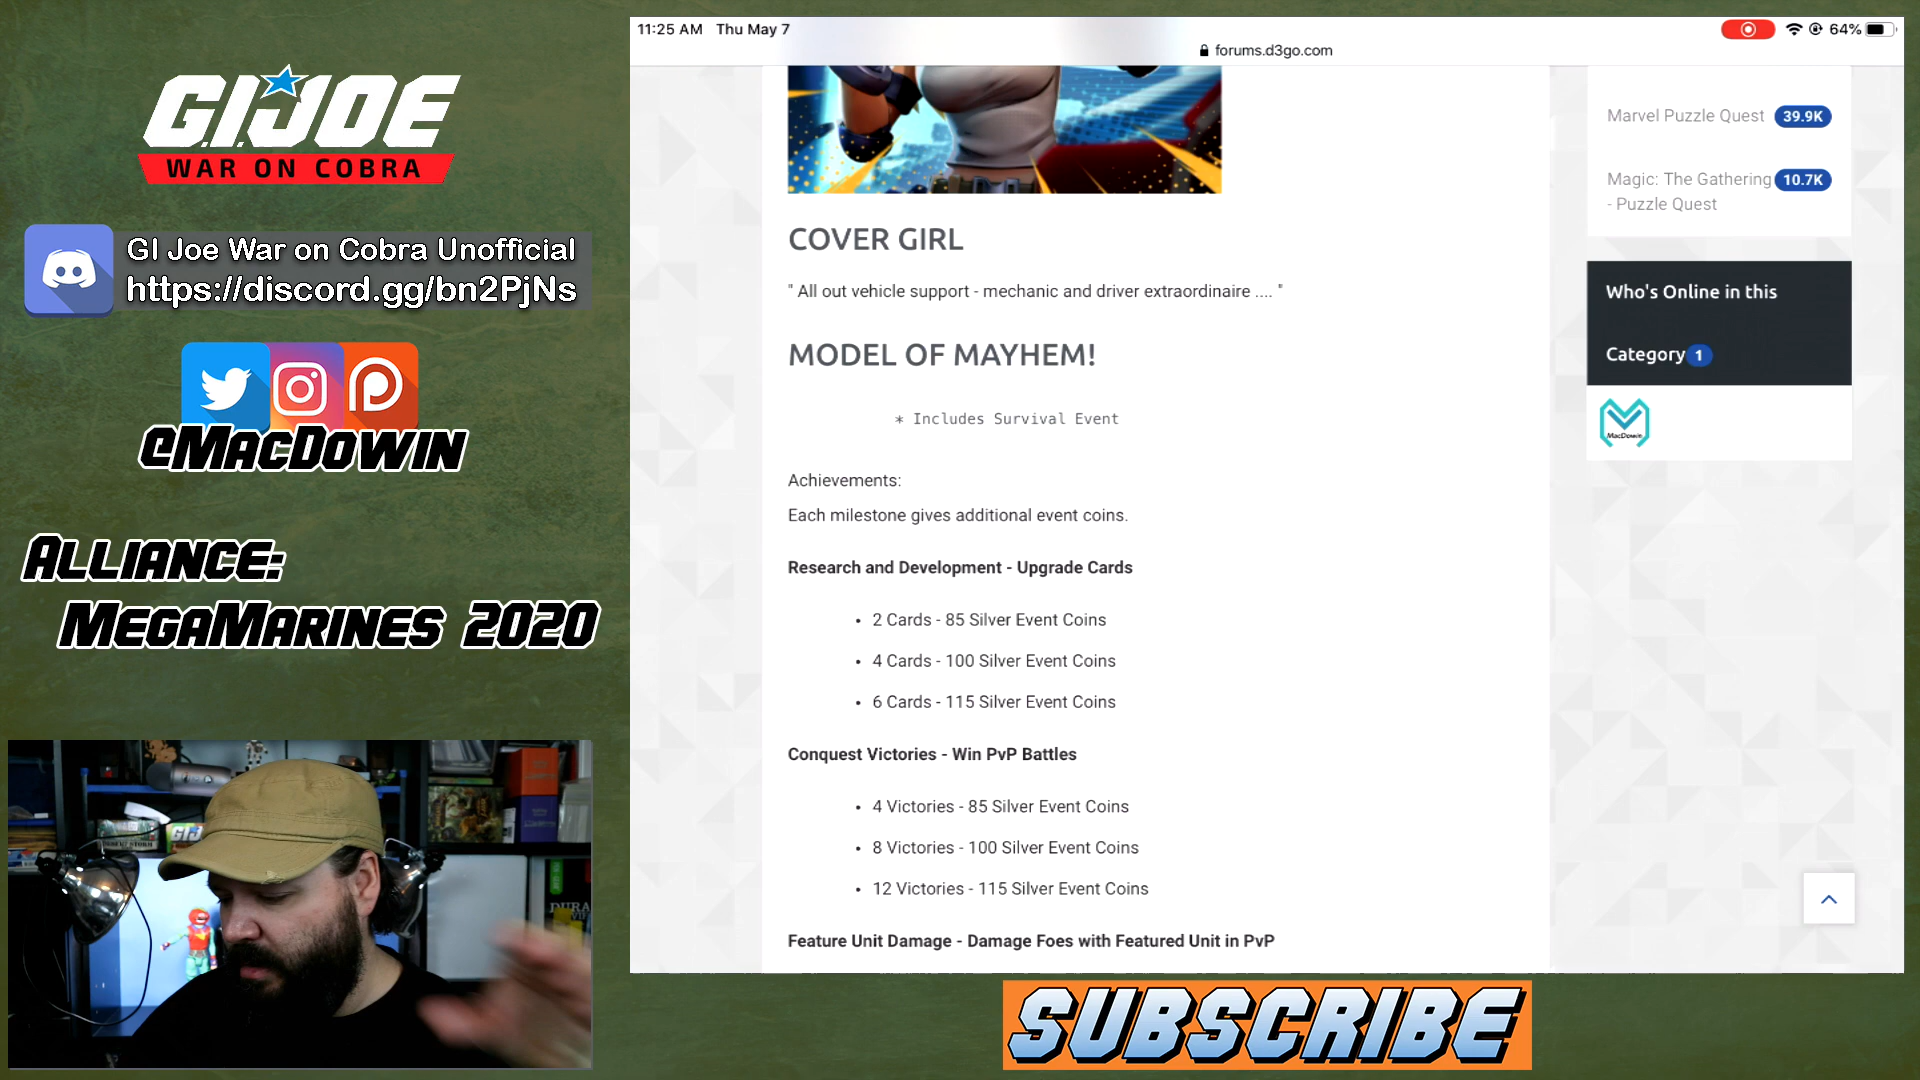 G.I. JOE
WAR ON COBRA
GI Joe War on Cobra Unofficial
https://discord.gg/bn2PjNs
@MacDowin
Alliance:
MegaMarines 2020
11:25 AM Thu May 7
64%
forums.d3go.com
COVER GIRL
" All out vehicle support - mechanic and driver extraordinaire .... "
MODEL OF MAYHEM!
* Includes Survival Event
Achievements:
Each milestone gives additional event coins.
Research and Development - Upgrade Cards
• 2 Cards - 85 Silver Event Coins
• 4 Cards - 100 Silver Event Coins
• 6 Cards - 115 Silver Event Coins
Conquest Victories - Win PvP Battles
• 4 Victories - 85 Silver Event Coins
• 8 Victories - 100 Silver Event Coins
• 12 Victories - 115 Silver Event Coins
Feature Unit Damage - Damage Foes with Featured Unit in PvP
Marvel Puzzle Quest 39.9K
Magic: The Gathering 10.7K
- Puzzle Quest
Who's Online in this
Category 1
MacDowin
SUBSCRIBE